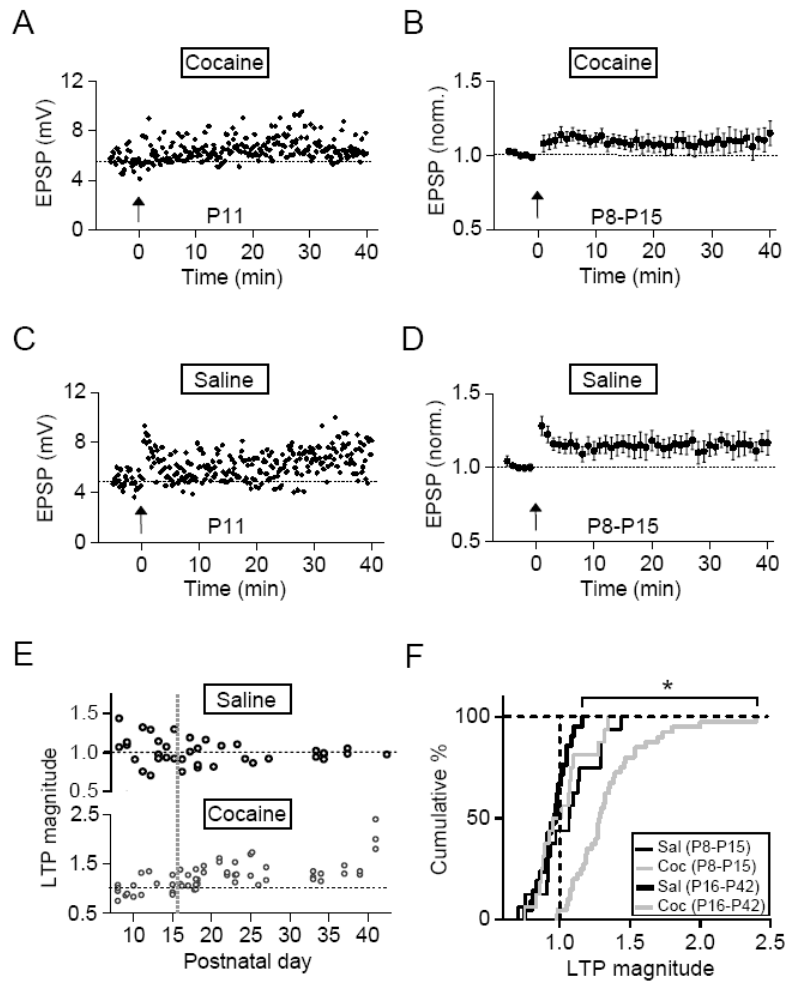 A
Cocaine
EPSP (mV)
12
8
4
0
P11
0 10 20 30 40
Time (min)
B
Cocaine
EPSP (norm.)
1.5
1.0
0.5
P8-P15
0 10 20 30 40
Time (min)
C
Saline
EPSP (mV)
12
8
4
0
P11
0 10 20 30 40
Time (min)
D
Saline
EPSP (norm.)
1.5
1.0
0.5
P8-P15
0 10 20 30 40
Time (min)
E
Saline
LTP magnitude
1.5
1.0
0.5
Cocaine
2.5
1.5
0.5
10 15 20 25 30 35 40
Postnatal day
F
*
Cumulative %
100
50
0
Sal (P8-P15)
Coc (P8-P15)
Sal (P16-P42)
Coc (P16-P42)
1.0 1.5 2.0 2.5
LTP magnitude